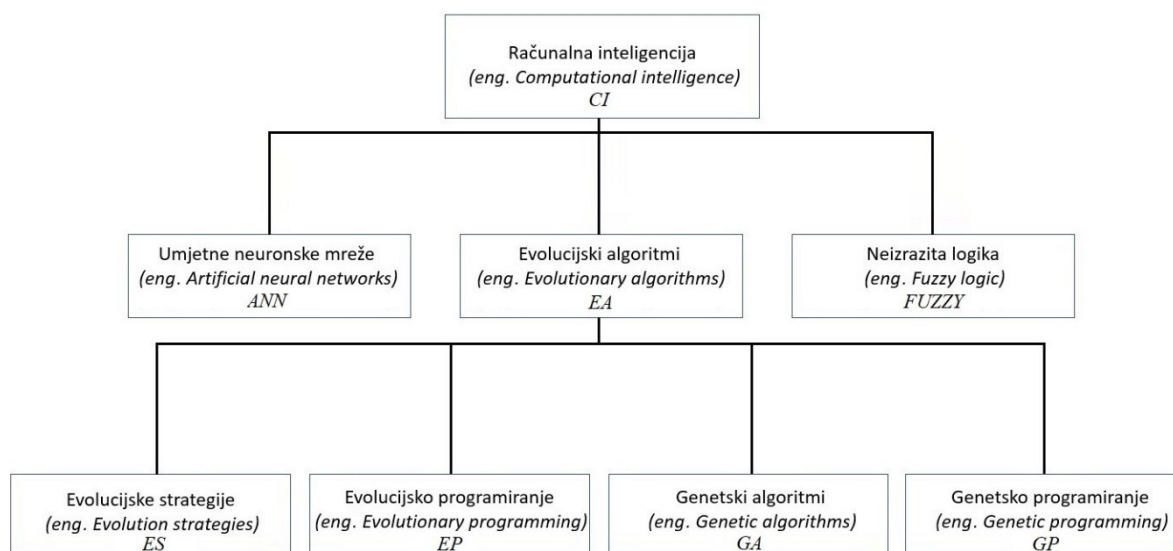 Računalna inteligencija
(eng. Computational intelligence)
CI
Umjetne neuronske mreže
(eng. Artificial neural networks)
ANN
Evolucijski algoritmi
(eng. Evolutionary algorithms)
EA
Neizrazita logika
(eng. Fuzzy logic)
FUZZY
Evolucijske strategije
(eng. Evolution strategies)
ES
Evolucijsko programiranje
(eng. Evolutionary programming)
EP
Genetski algoritmi
(eng. Genetic algorithms)
GA
Genetsko programiranje
(eng. Genetic programming)
GP